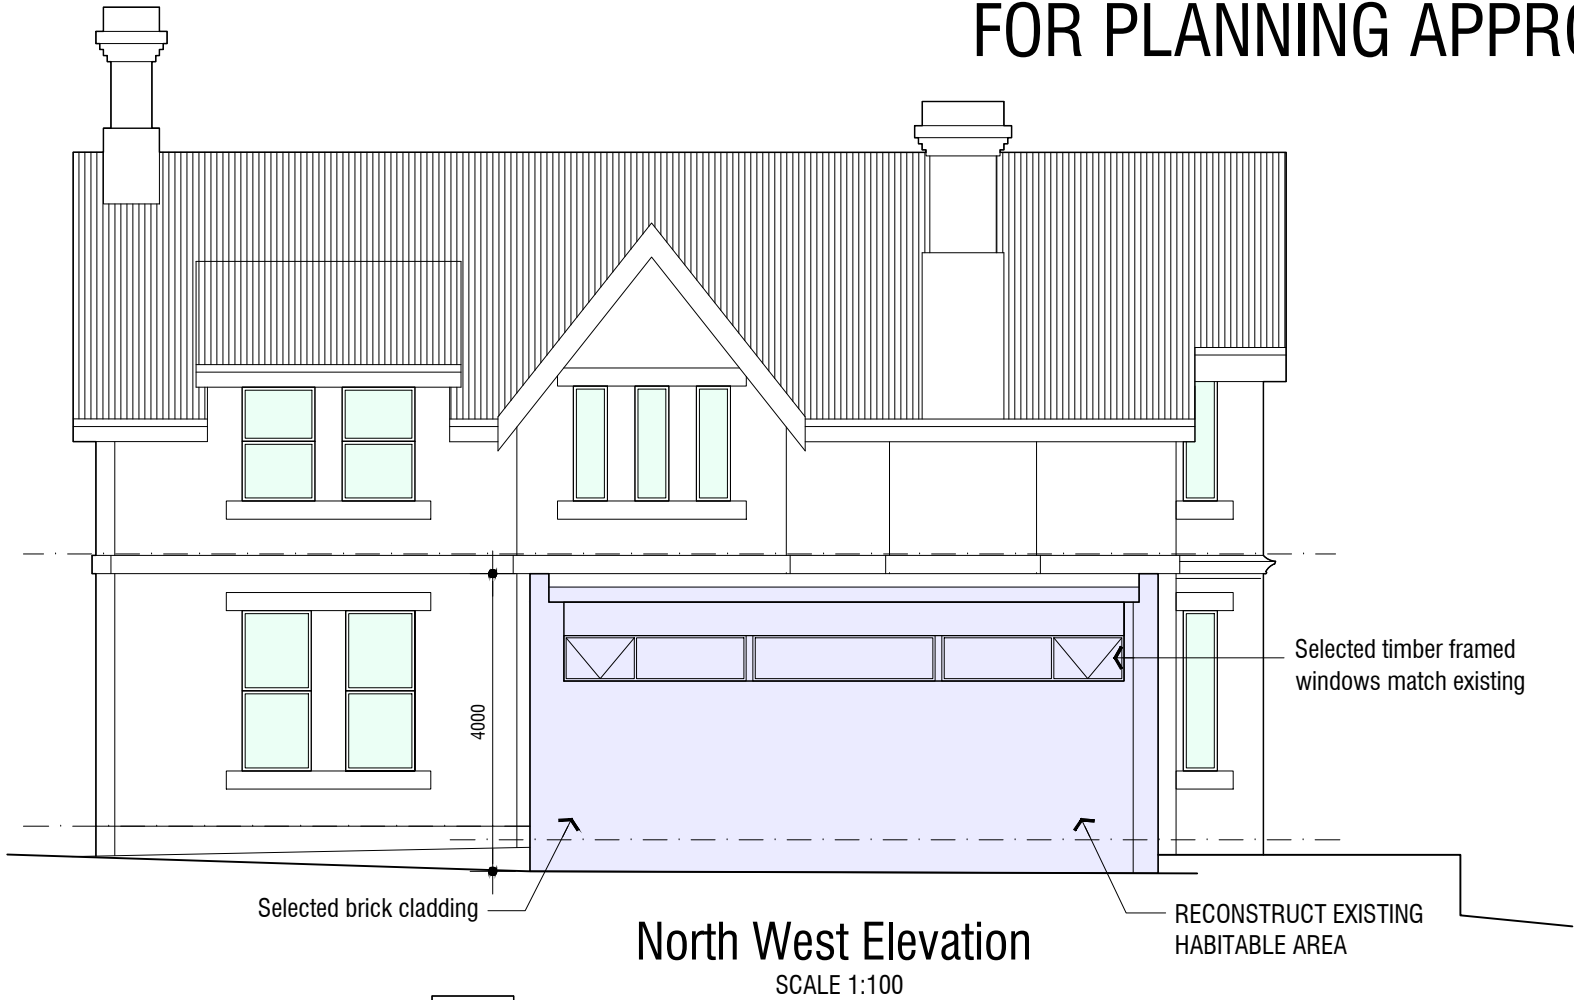 FOR PLANNING
4000
Selected timber framed
windows match existing
Selected brick cladding
RECONSTRUCT EXISTING
HABITABLE AREA
North West Elevation
SCALE 1:100